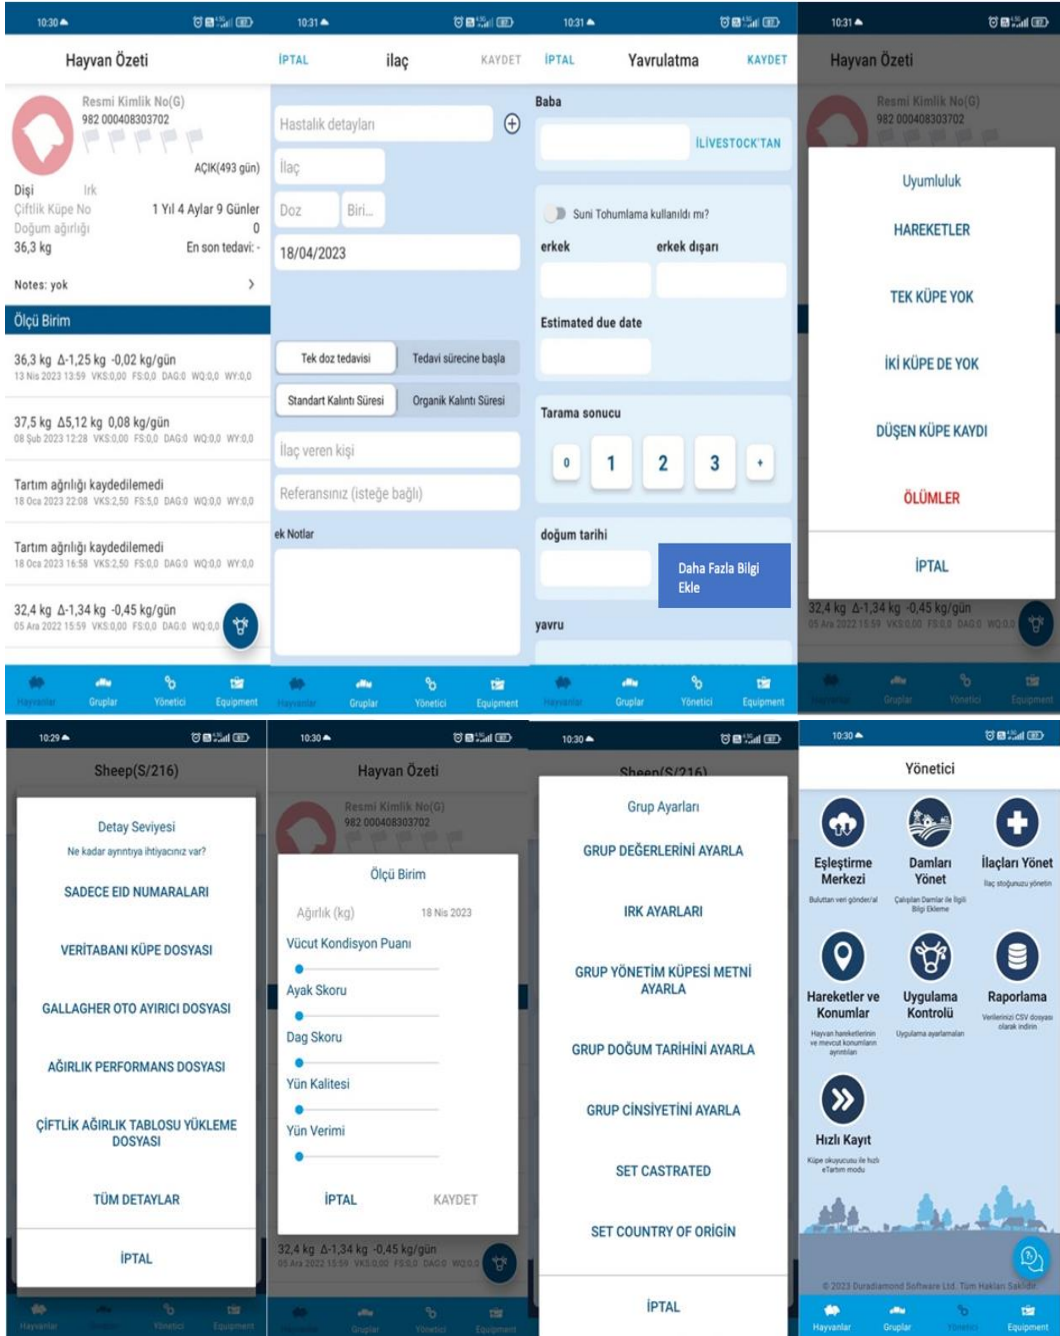 10:30
Hayvan Özeti
Resmi Kimlik No(G)
982 000408303702
AÇIK(493 gün)
Dişi Irk
Çiftlik Küpe No 1 Yıl 4 Aylar 9 Günler
Doğum ağırlığı 0
36,3 kg En son tedavi: -
Notes: yok
Ölçü Birim
36,3 kg Δ-1,25 kg -0,02 kg/gün
13 Nis 2023 13:59 VKS:0,00 FS:0,0 DAG:0 WQ:0,0 WY:0,0
37,5 kg Δ5,12 kg 0,08 kg/gün
08 Şub 2023 12:28 VKS:0,00 FS:0,0 DAG:0 WQ:0,0 WY:0,0
Tartım ağrılığı kaydedilemedi
18 Oca 2023 22:08 VKS:2,50 FS:5,0 DAG:0 WQ:0,0 WY:0,0
Tartım ağrılığı kaydedilemedi
18 Oca 2023 16:58 VKS:2,50 FS:5,0 DAG:0 WQ:0,0 WY:0,0
32,4 kg Δ-1,34 kg -0,45 kg/gün
05 Ara 2022 15:59 VKS:0,00 FS:0,0 DAG:0 WQ:0,0
Hayvanlar Gruplar Yönetici Equipment
10:31
İPTAL ilaç KAYDET
Hastalık detayları
İlaç
Doz Biri...
18/04/2023
Tek doz tedavisi Tedavi sürecine başla
Standart Kalıntı Süresi Organik Kalıntı Süresi
İlaç veren kişi
Referansınız (isteğe bağlı)
ek Notlar
Hayvanlar Gruplar Yönetici Equipment
10:31
İPTAL Yavrulatma KAYDET
Baba
İLİVESTOCK'TAN
Suni Tohumlama kullanıldı mı?
erkek erkek dışarı
Estimated due date
Tarama sonucu
0 1 2 3 +
doğum tarihi
Daha Fazla Bilgi
Ekle
yavru
Hayvanlar Gruplar Yönetici Equipment
10:31
Hayvan Özeti
Resmi Kimlik No(G)
982 000408303702
Uyumluluk
HAREKETLER
TEK KÜPE YOK
İKİ KÜPE DE YOK
DÜŞEN KÜPE KAYDI
ÖLÜMLER
İPTAL
32,4 kg Δ-1,34 kg -0,45 kg/gün
05 Ara 2022 15:59 VKS:0,00 FS:0,0 DAG:0 WQ:0,0
Hayvanlar Gruplar Yönetici Equipment
10:29
Sheep(S/216)
Detay Seviyesi
Ne kadar ayrıntıya ihtiyacınız var?
SADECE EID NUMARALARI
VERİTABANI KÜPE DOSYASI
GALLAGHER OTO AYIRICI DOSYASI
AĞIRLIK PERFORMANS DOSYASI
ÇİFTLİK AĞIRLIK TABLOSU YÜKLEME
DOSYASI
TÜM DETAYLAR
İPTAL
Hayvanlar Yönetici Equipment
10:30
Hayvan Özeti
Resmi Kimlik No(G)
982 000408303702
Ölçü Birim
Ağırlık (kg) 18 Nis 2023
Vücut Kondisyon Puanı
Ayak Skoru
Dag Skoru
Yün Kalitesi
Yün Verimi
İPTAL KAYDET
32,4 kg Δ-1,34 kg -0,45 kg/gün
05 Ara 2022 15:59 VKS:0,00 FS:0,0 DAG:0 WQ:0,0
Hayvanlar Gruplar Yönetici Equipment
10:30
Sheep(S/216)
Grup Ayarları
GRUP DEĞERLERİNİ AYARLA
IRK AYARLARI
GRUP YÖNETİM KÜPESİ METNİ
AYARLA
GRUP DOĞUM TARİHİNİ AYARLA
GRUP CİNSİYETİNİ AYARLA
SET CASTRATED
SET COUNTRY OF ORİGİN
İPTAL
10:30
Yönetici
Eşleştirme
Merkezi
Buluttan veri gönder/al
Damları
Yönet
Çalışılan Damlar ile İlgili
Bilgi Ekleme
İlaçları Yönet
İlaç stoğunuzu yönetin
Hareketler ve
Konumlar
Hayvan hareketlerinin
ve mevcut konumların
ayrıntıları
Uygulama
Kontrolü
Uygulama ayarlamaları
Raporlama
Verilerinizi CSV dosyası
olarak indirin
Hızlı Kayıt
Küpe okuyucusu ile hızlı
eTartım modu
© 2023 Duradiamond Software Ltd. Tüm Hakları Saklıdır.
Hayvanlar Gruplar Yönetici Equipment